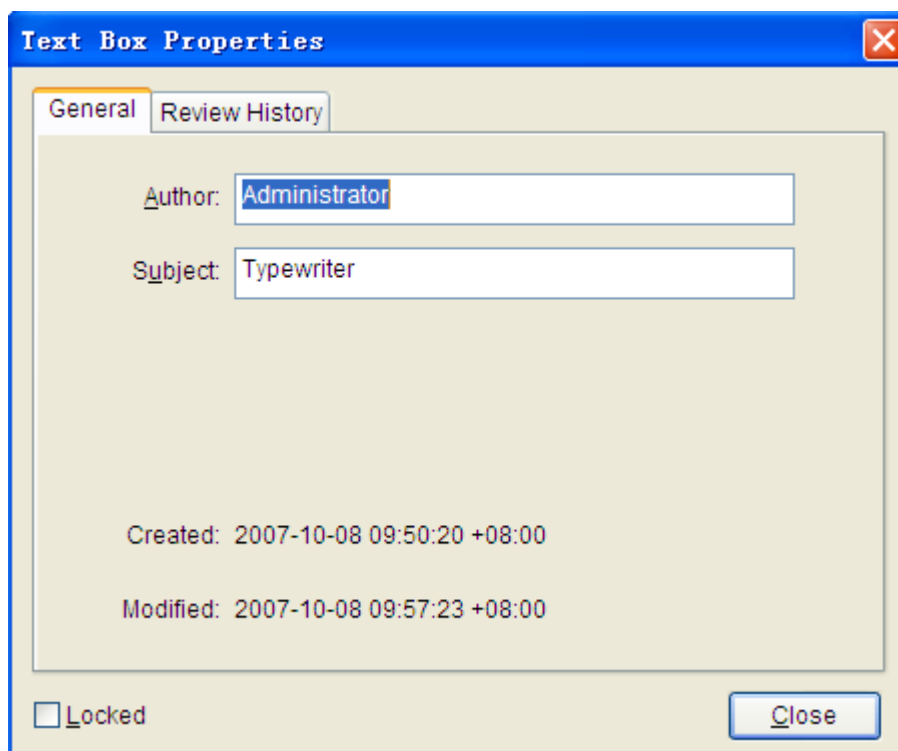 Text Box Properties
General Review History
Author: Administrator
Subject: Typewriter
Created: 2007-10-08 09:50:20 +08:00
Modified: 2007-10-08 09:57:23 +08:00
Locked Close